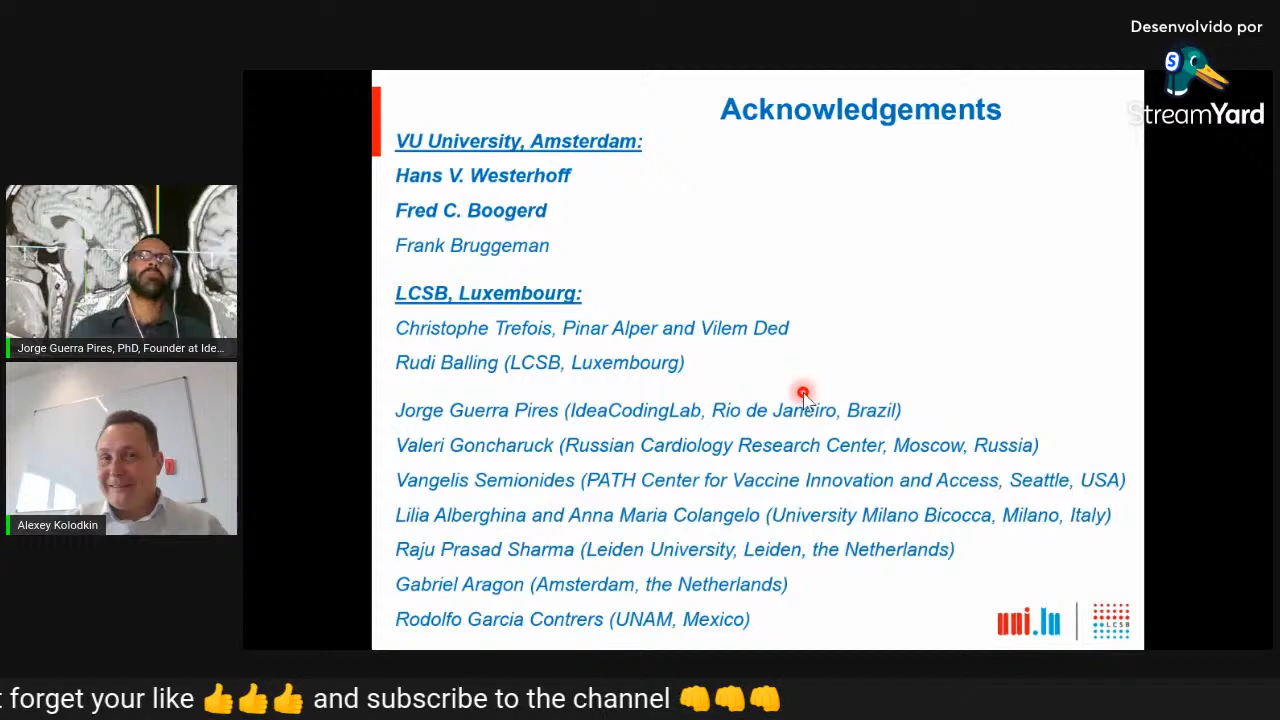 Desenvolvido por
StreamYard
Acknowledgements
VU University, Amsterdam:
Hans V. Westerhoff
Fred C. Boogerd
Frank Bruggeman
LCSB, Luxembourg:
Christophe Trefois, Pinar Alper and Vilem Ded
Rudi Balling (LCSB, Luxembourg)
Jorge Guerra Pires (IdeaCodingLab, Rio de Janeiro, Brazil)
Valeri Goncharuck (Russian Cardiology Research Center, Moscow, Russia)
Vangelis Semionides (PATH Center for Vaccine Innovation and Access, Seattle, USA)
Lilia Alberghina and Anna Maria Colangelo (University Milano Bicocca, Milano, Italy)
Raju Prasad Sharma (Leiden University, Leiden, the Netherlands)
Gabriel Aragon (Amsterdam, the Netherlands)
Rodolfo Garcia Contrers (UNAM, Mexico)
uni.lu
LCSB
Jorge Guerra Pires, PhD, Founder at Ide...
Alexey Kolodkin
t forget your like 👍👍👍 and subscribe to the channel 👊👊👊